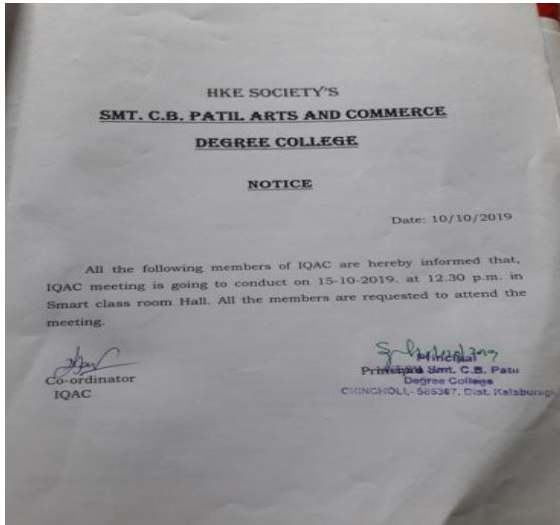 HKE SOCIETY'S
SMT. C.B. PATIL ARTS AND COMMERCE
DEGREE COLLEGE
NOTICE
Date: 10/10/2019
All the following members of IQAC are hereby informed that,
IQAC meeting is going to conduct on 15-10-2019, at 12.30 p.m. in
Smart class room Hall. All the members are requested to attend the
meeting.
Co-ordinator
IQAC
Principal
Principal Smt. C.B. Patil
Degree College
CHINCHOLI,- 585367, Dist. Kalaburagi